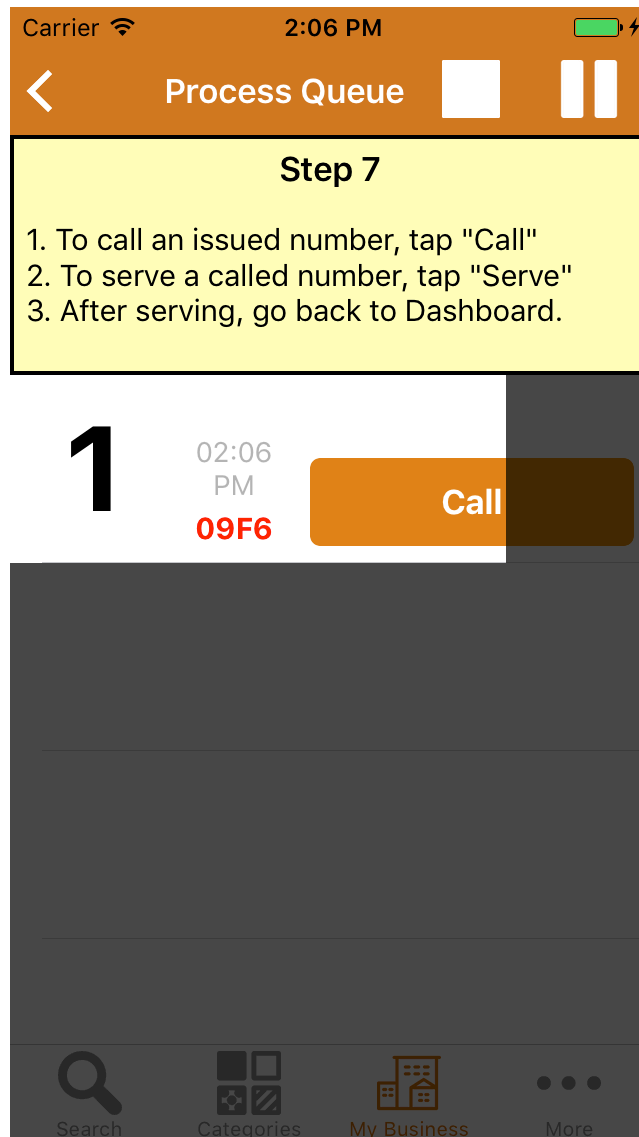 Carrier 2:06 PM
Process Queue
Step 7
1. To call an issued number, tap "Call"
2. To serve a called number, tap "Serve"
3. After serving, go back to Dashboard.
1
02:06
PM
09F6
Call
Search Categories My Business More